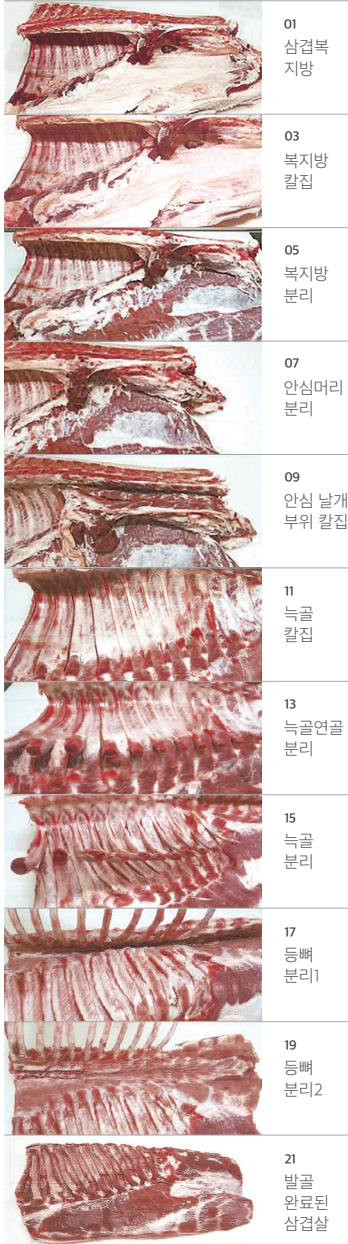 01
삼겹복
지방
03
복지방
칼집
05
복지방
분리
07
안심머리
분리
09
안심 날개
부위 칼집
11
늑골
칼집
13
늑골연골
분리
15
늑골
분리
17
등뼈
분리1
19
등뼈
분리2
21
발골
완료된
삼겹살